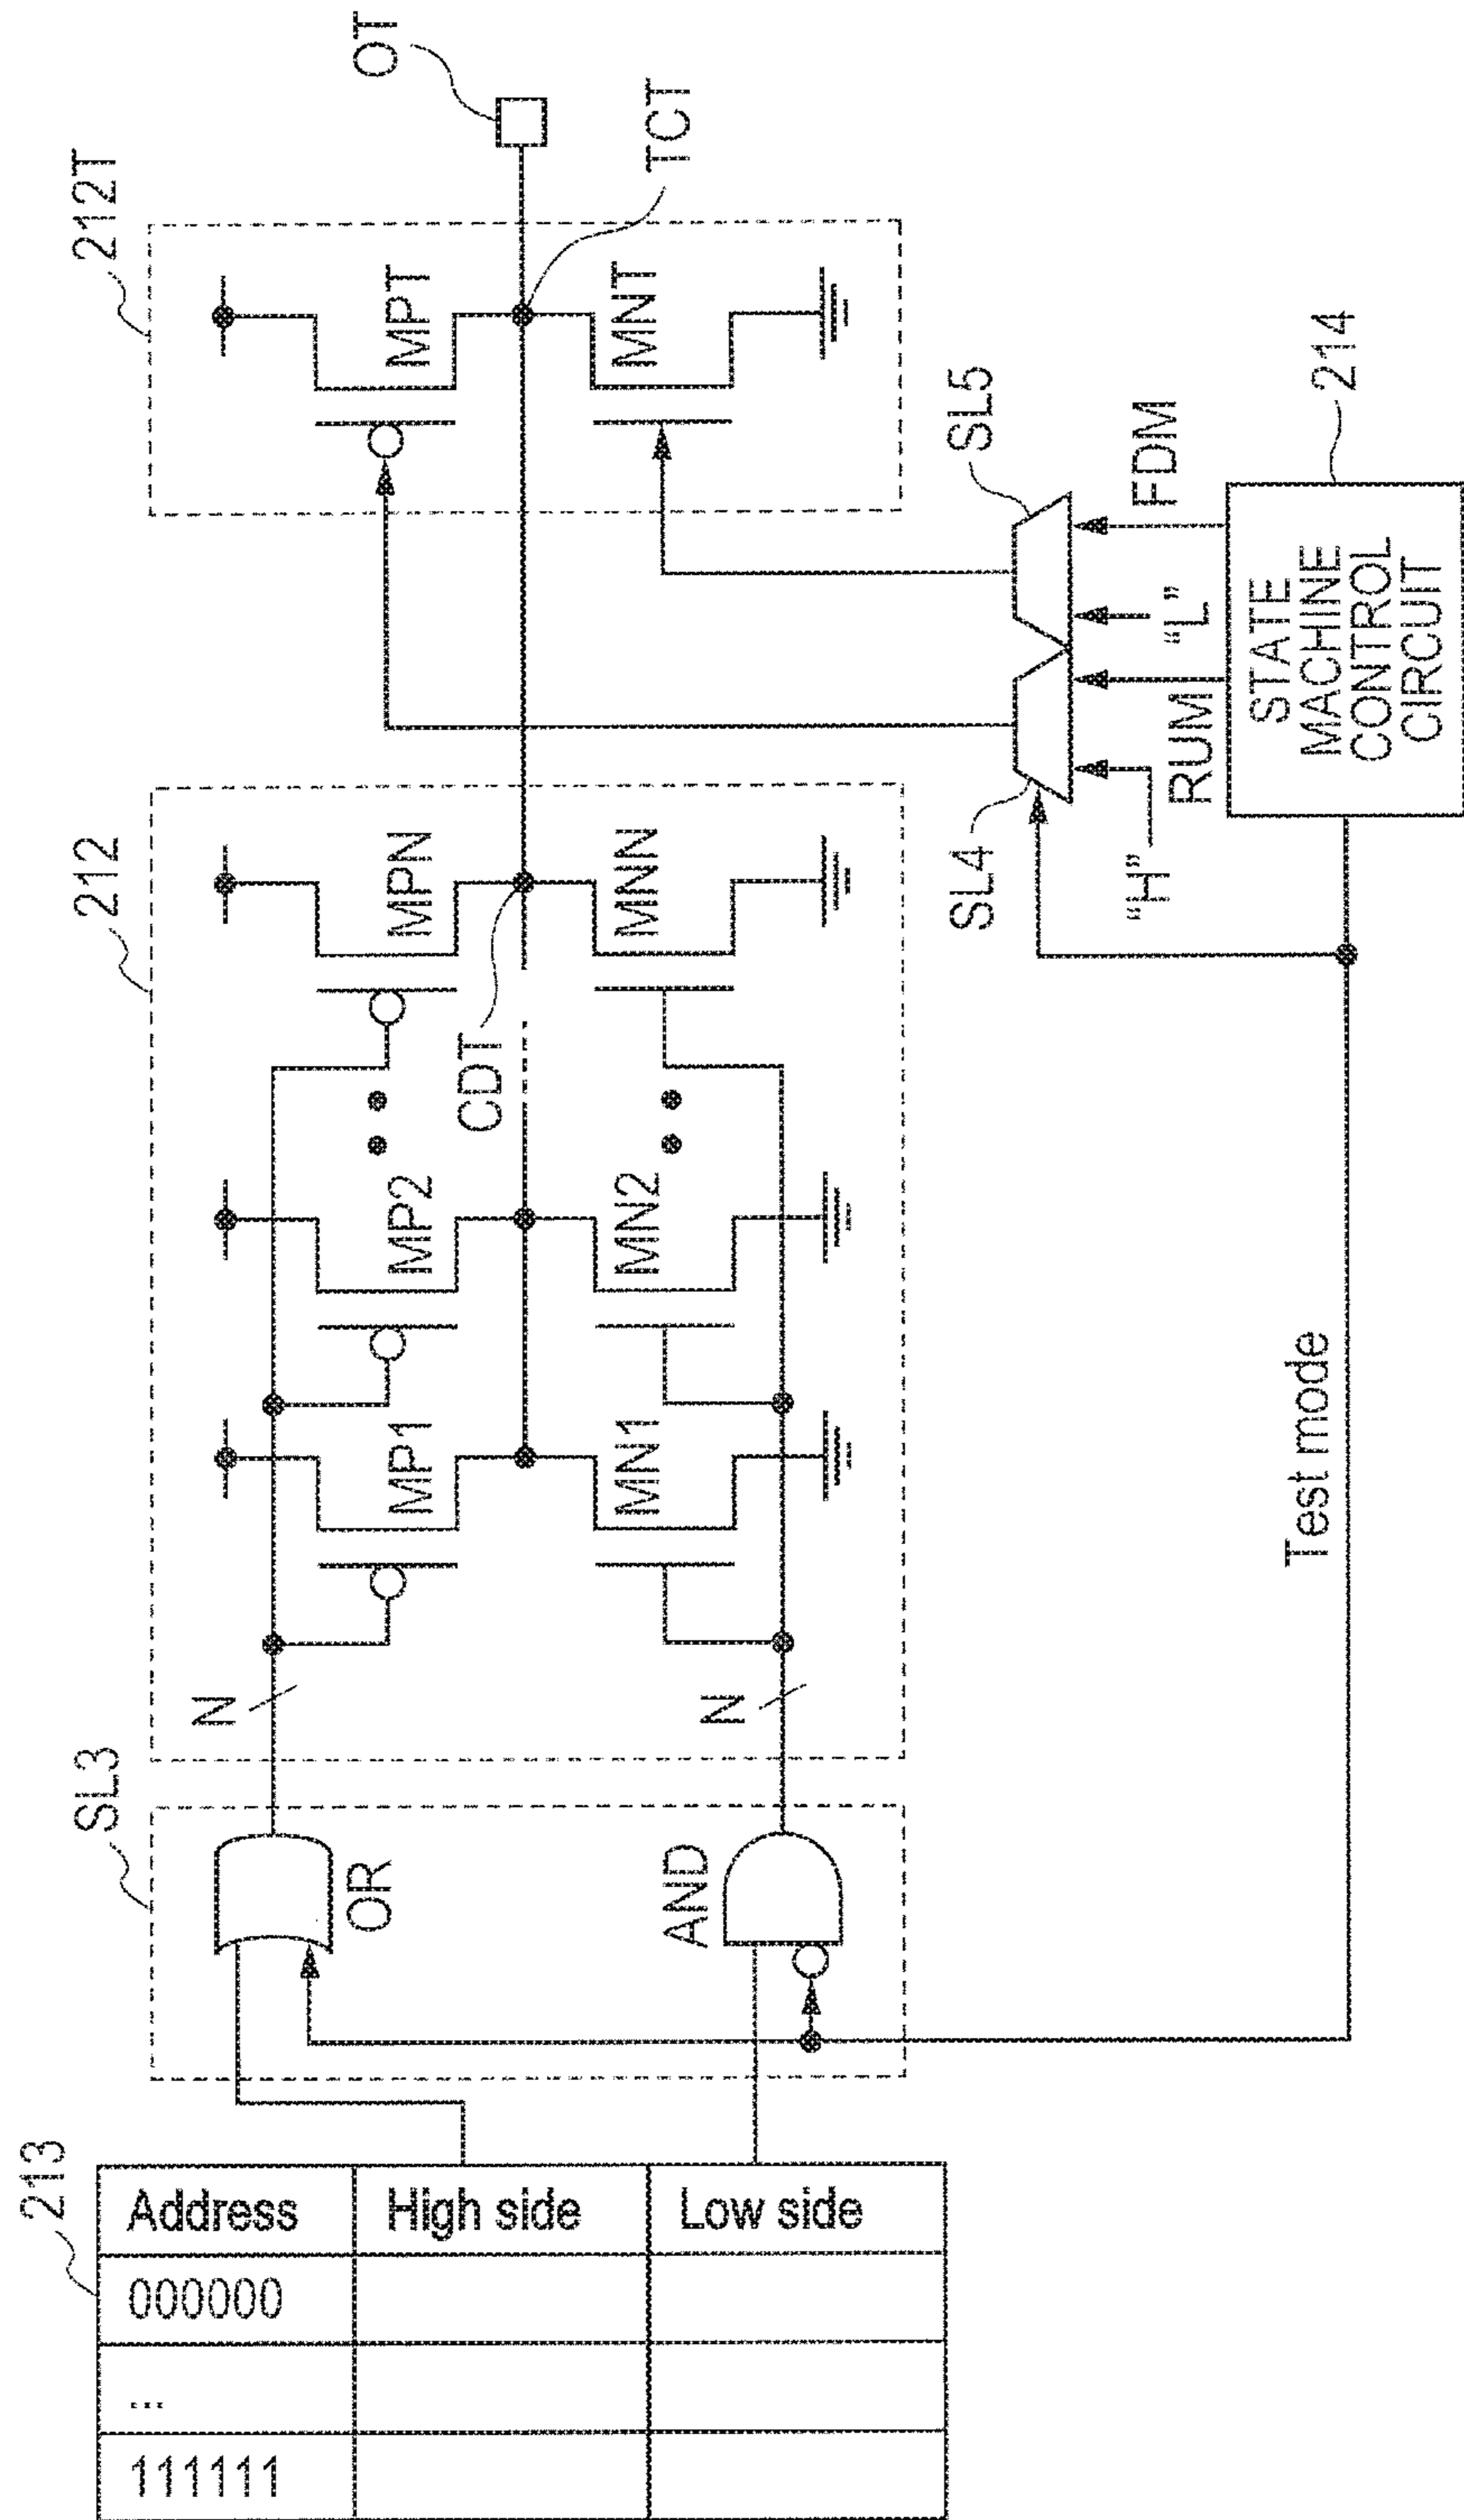 213
Address
High side
Low side
000000
...
111111
SL3
OR
AND
212
N
N
MP1
MP2
MPN
CDT
MN1
MN2
MNN
212T
MPT
MNT
OT
TCT
SL4
SL5
"H"
RUM
"L"
FDM
STATE
MACHINE
CONTROL
CIRCUIT
214
Test mode